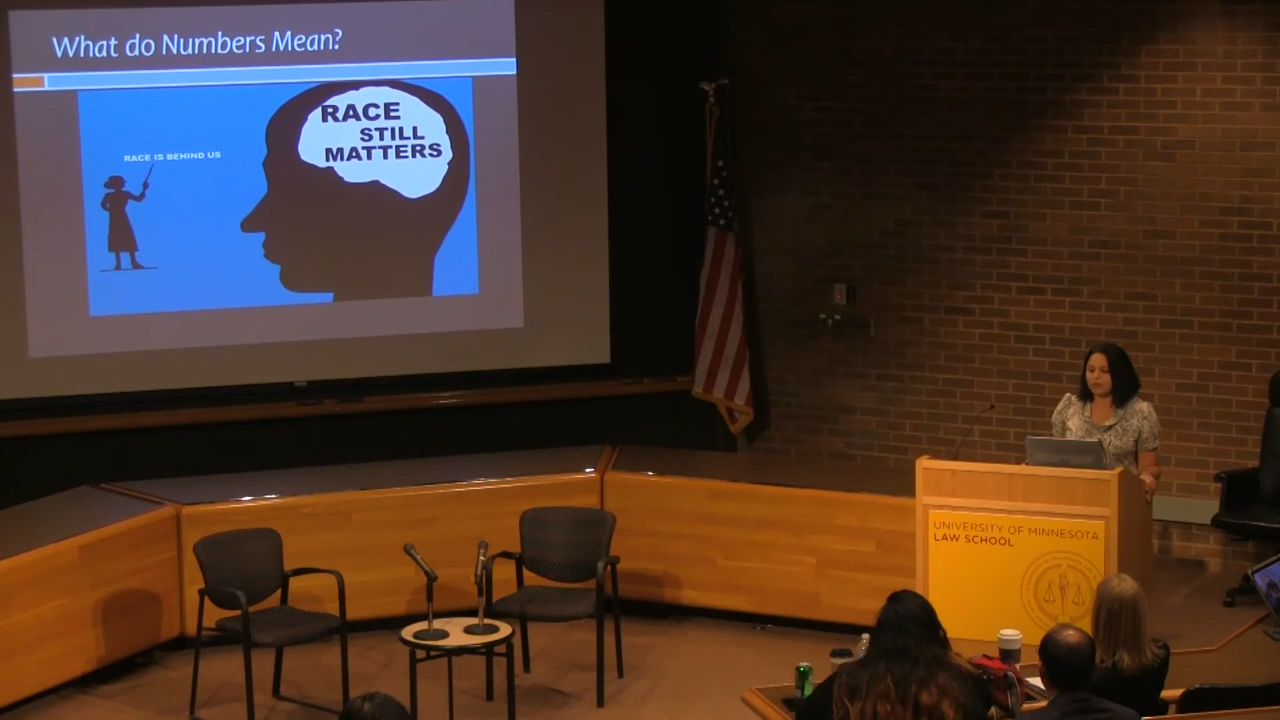 What do Numbers Mean?
RACE
STILL
MATTERS
RACE IS BEHIND US
UNIVERSITY OF MINNESOTA
LAW SCHOOL